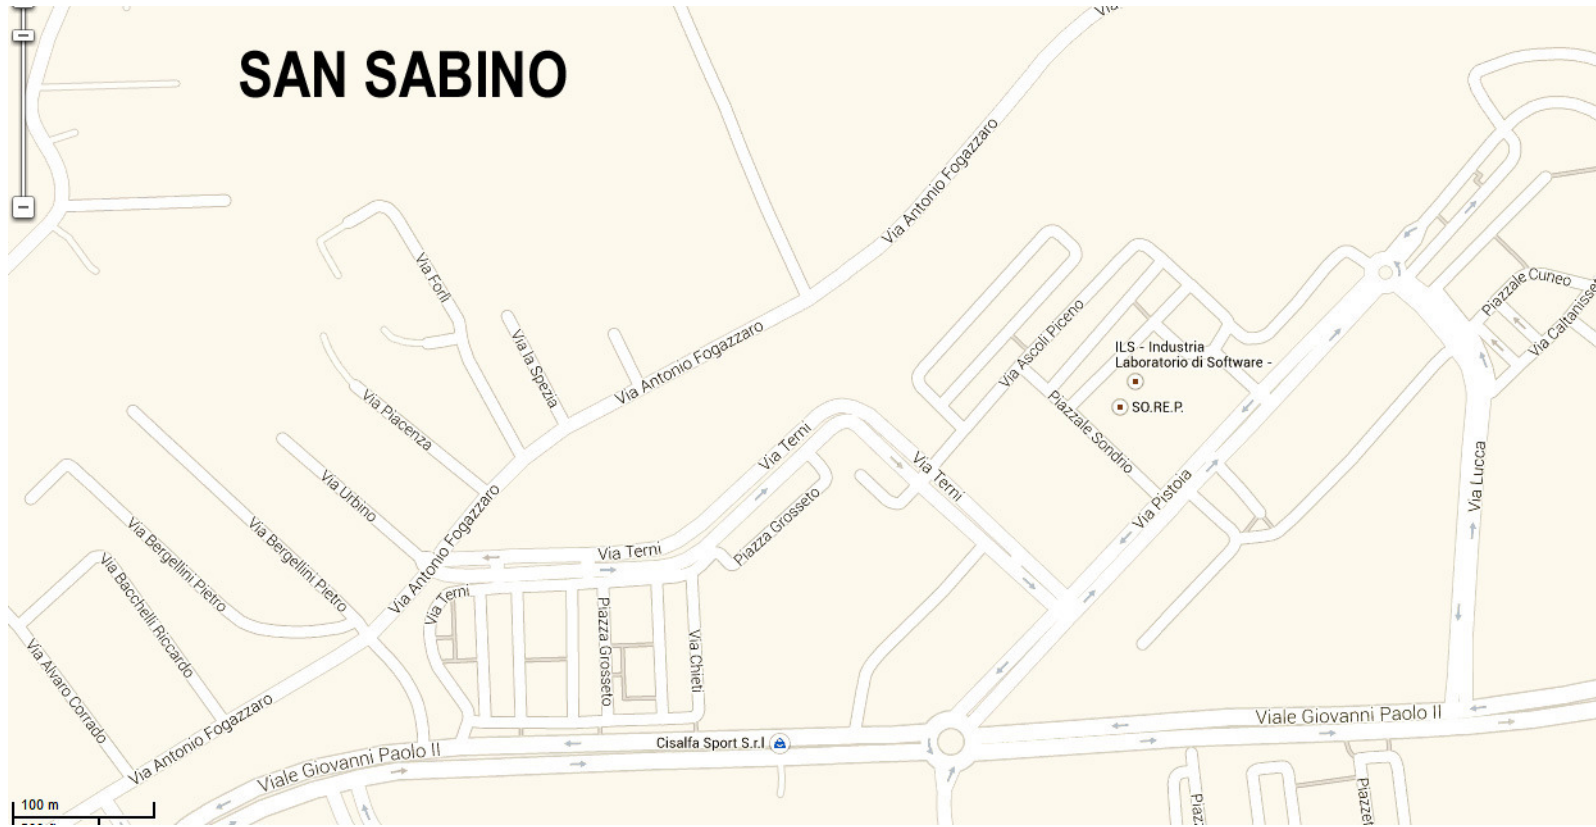 SAN SABINO
Via Antonio Fogazzaro
Via Forlì
Via la Spezia
Via Antonio Fogazzaro
Via Piacenza
Via Urbino
Via Antonio Fogazzaro
Via Bergellini Pietro
Via Bergellini Pietro
Via Bacchelli Riccardo
Via Alvaro Corrado
Via Antonio Fogazzaro
Via Terni
Via Terni
Via Terni
Via Terni
Piazza Grosseto
Piazza Grosseto
Via Chieti
Via Ascoli Piceno
Piazzale Sondrio
ILS - Industria
Laboratorio di Software -
SO.RE.P.
Via Pistoia
Piazzale Cuneo
Via Caltanisset
Via Lucca
Viale Giovanni Paolo II
Viale Giovanni Paolo II
Cisalfa Sport S.r.l
Piaz
Piazzet
100 m